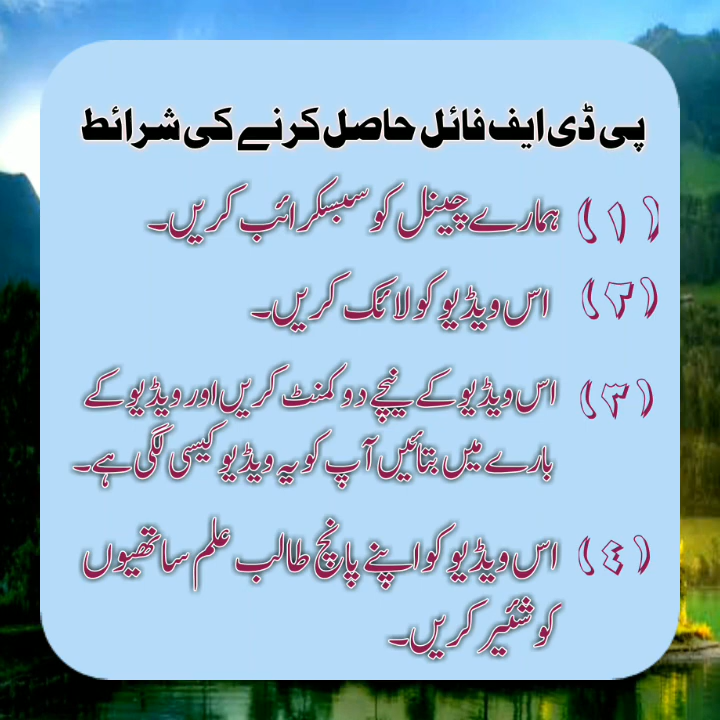 پی ڈی ایف فائل حاصل کرنے کی شرائط
(۱) ہمارے چینل کو سبسکرائب کریں۔
(۲) اس ویڈیو کو لائک کریں۔
(۳) اس ویڈیو کے نیچے دو کمنٹ کریں اور ویڈیو کے
بارے میں بتائیں آپ کو یہ ویڈیو کیسی لگی ہے۔
(٤) اس ویڈیو کو اپنے پانچ طالب علم ساتھیوں
کو شئیر کریں۔